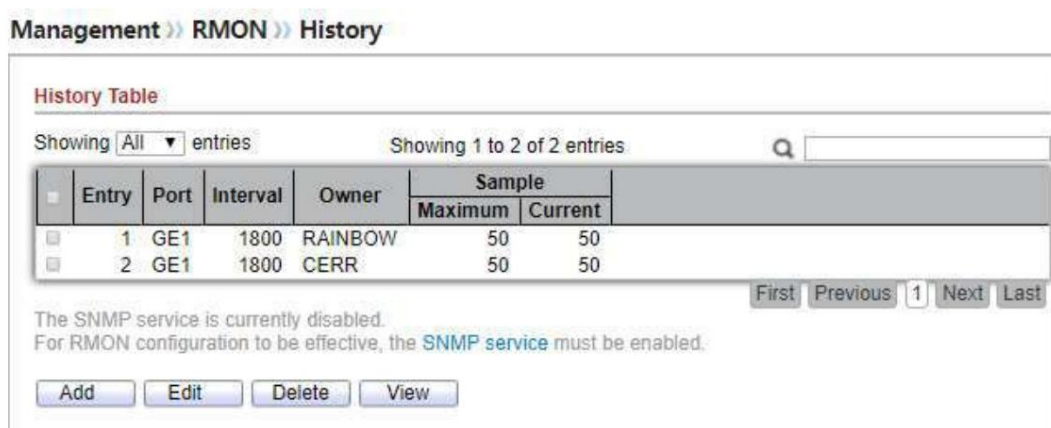 Management » RMON » History
History Table
Showing All ▼ entries Showing 1 to 2 of 2 entries
Entry Port Interval Owner Sample
Maximum Current
1 GE1 1800 RAINBOW 50 50
2 GE1 1800 CERR 50 50
First Previous 1 Next Last
The SNMP service is currently disabled.
For RMON configuration to be effective, the SNMP service must be enabled.
Add Edit Delete View